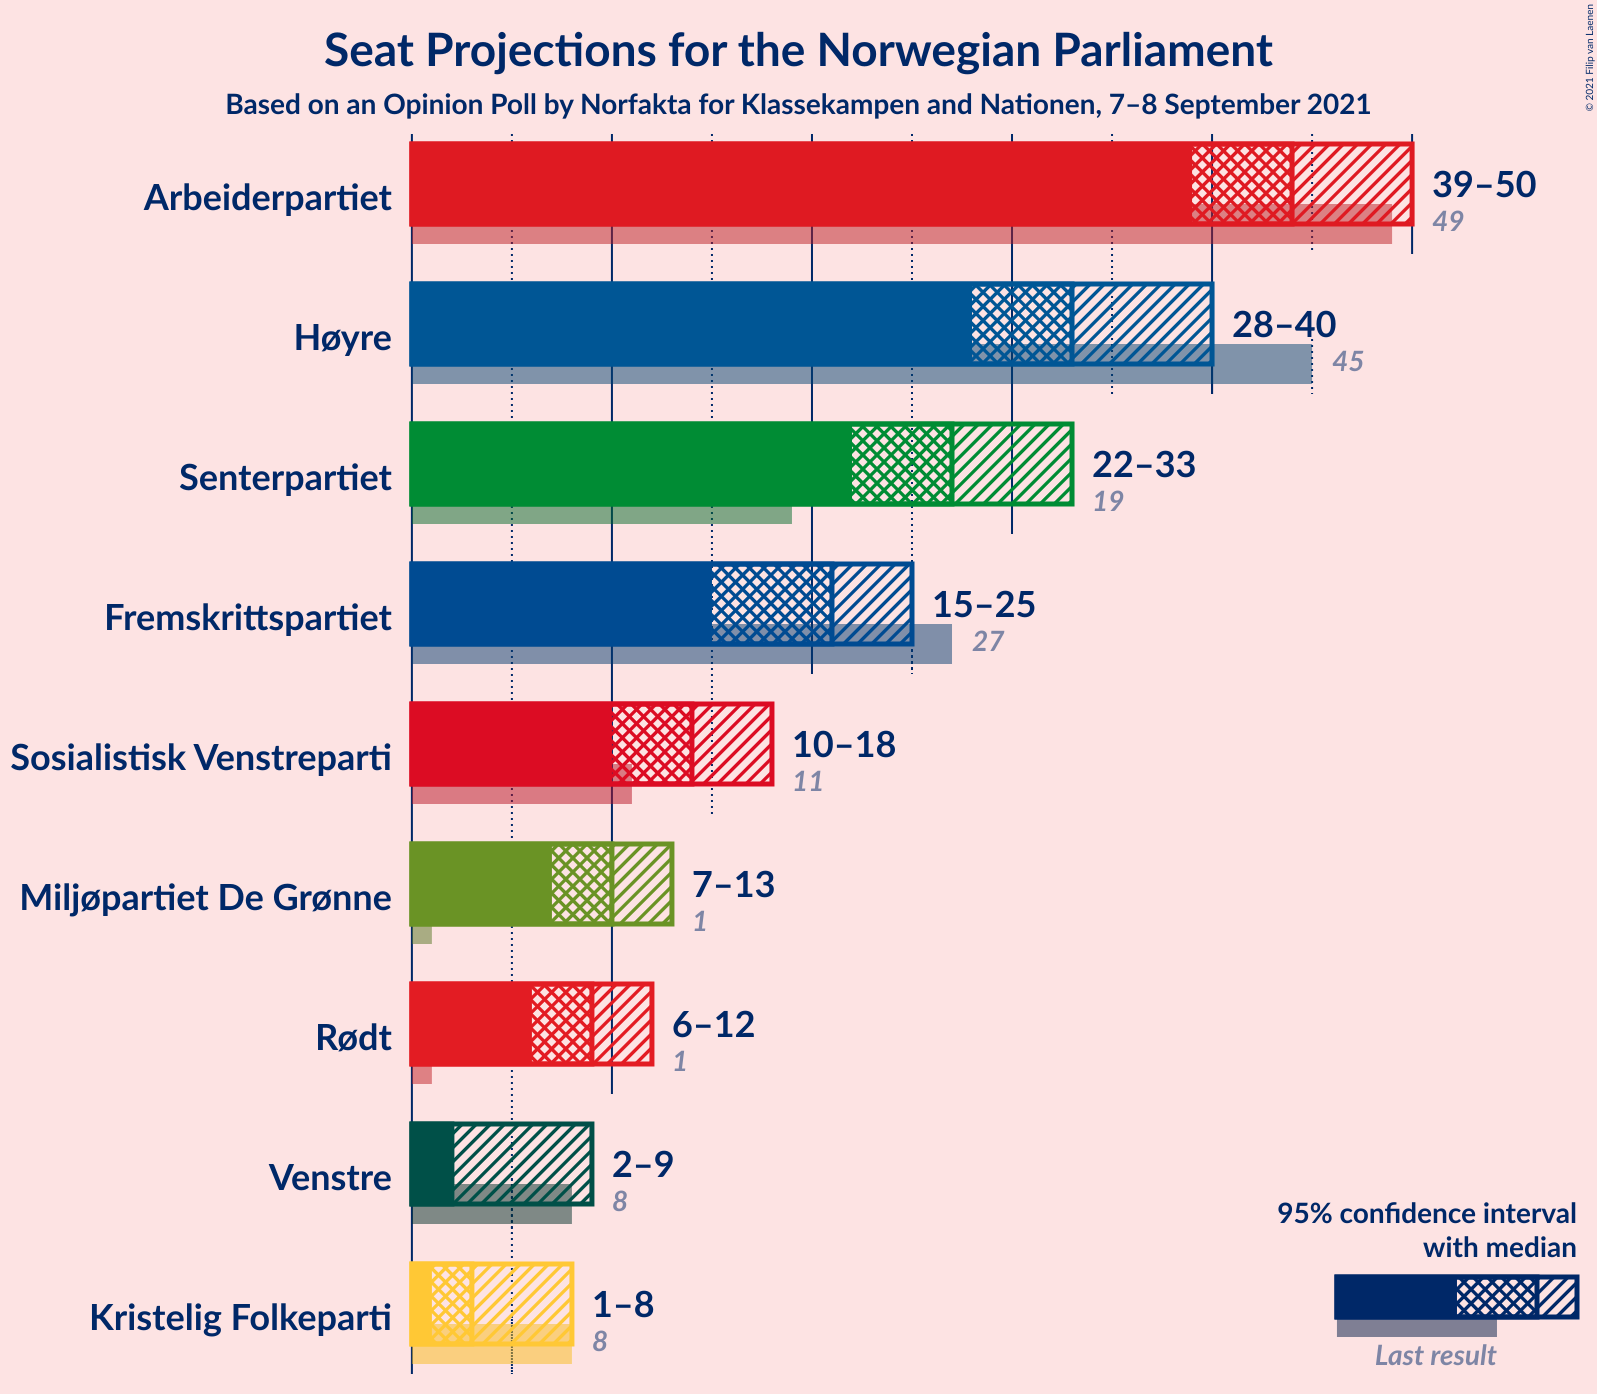 Seat Projections for the Norwegian Parliament
Based on an Opinion Poll by Norfakta for Klassekampen and Nationen, 7–8 September 2021
© 2021 Filip van Laenen
Arbeiderpartiet
39–50
49
Høyre
28–40
45
Senterpartiet
22–33
19
Fremskrittspartiet
15–25
27
Sosialistisk Venstreparti
10–18
11
Miljøpartiet De Grønne
7–13
1
Rødt
6–12
1
Venstre
2–9
8
Kristelig Folkeparti
1–8
8
95% confidence interval
with median
Last result